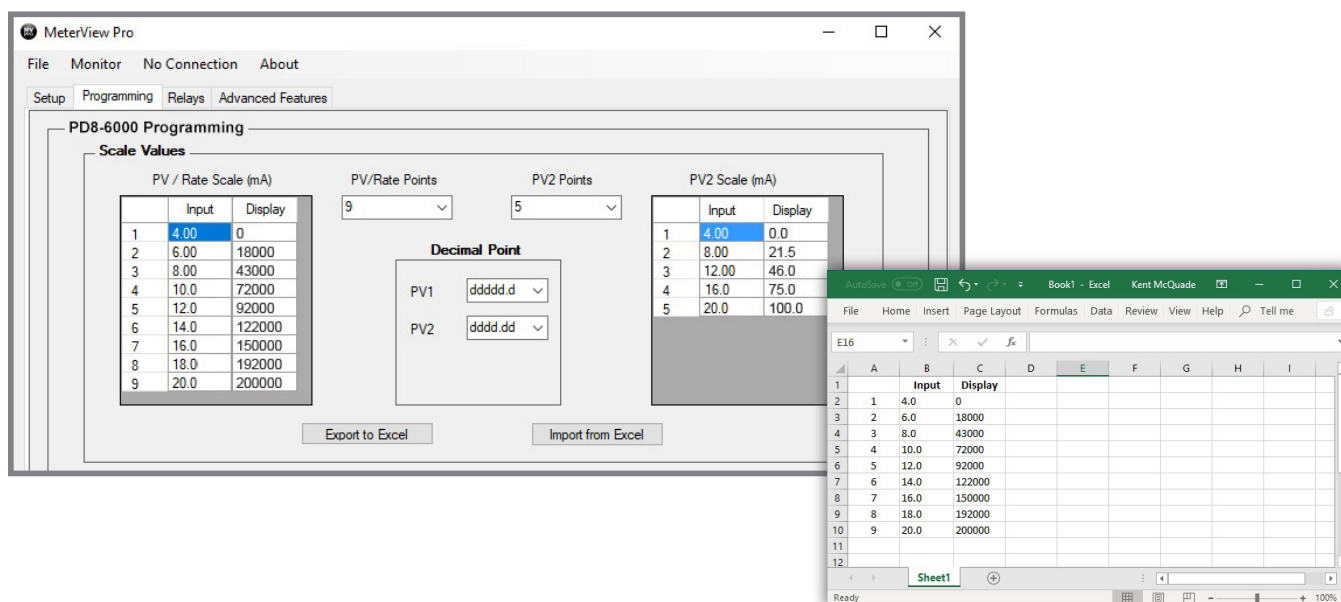 MeterView Pro
File Monitor No Connection About
Setup Programming Relays Advanced Features
PD8-6000 Programming
Scale Values
PV / Rate Scale (mA) PV/Rate Points PV2 Points PV2 Scale (mA)
9 5
Input Display
1 4.00 0
2 6.00 18000
3 8.00 43000
4 10.0 72000
5 12.0 92000
6 14.0 122000
7 16.0 150000
8 18.0 192000
9 20.0 200000
Decimal Point
PV1 ddddd.d
PV2 dddd.dd
Input Display
1 4.00 0.0
2 8.00 21.5
3 12.00 46.0
4 16.0 75.0
5 20.0 100.0
Export to Excel Import from Excel
AutoSave Off Book1 - Excel Kent McQuade
File Home Insert Page Layout Formulas Data Review View Help Tell me
E16 fx
A B C D E F G H I
1 Input Display
2 1 4.0 0
3 2 6.0 18000
4 3 8.0 43000
5 4 10.0 72000
6 5 12.0 92000
7 6 14.0 122000
8 7 16.0 150000
9 8 18.0 192000
10 9 20.0 200000
11
12
Sheet1
Ready 100%